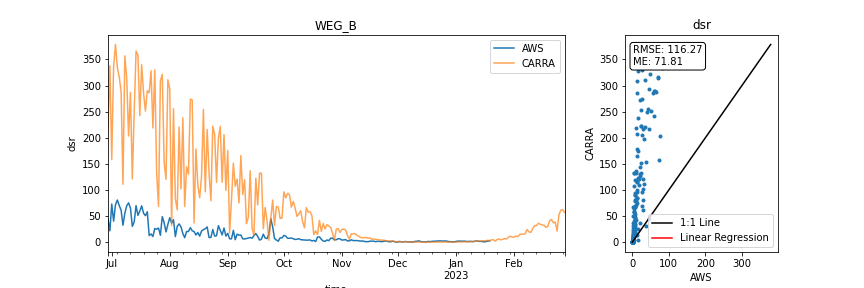 WEG_B
dsr
350
300
250
200
150
100
50
0
Jul
Aug
Sep
Oct
Nov
Dec
Jan
2023
Feb
AWS
CARRA
dsr
CARRA
350
300
250
200
150
100
50
0
RMSE: 116.27
ME: 71.81
1:1 Line
Linear Regression
0
100
200
300
AWS